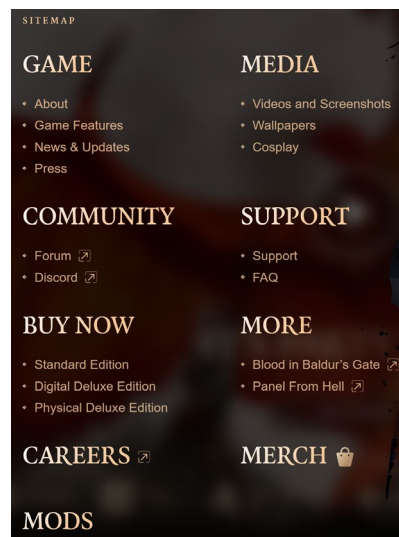 SITEMAP
GAME
About
Game Features
News & Updates
Press
MEDIA
Videos and Screenshots
Wallpapers
Cosplay
COMMUNITY
Forum
Discord
SUPPORT
Support
FAQ
BUY NOW
Standard Edition
Digital Deluxe Edition
Physical Deluxe Edition
MORE
Blood in Baldur's Gate
Panel From Hell
CAREERS
MERCH
MODS